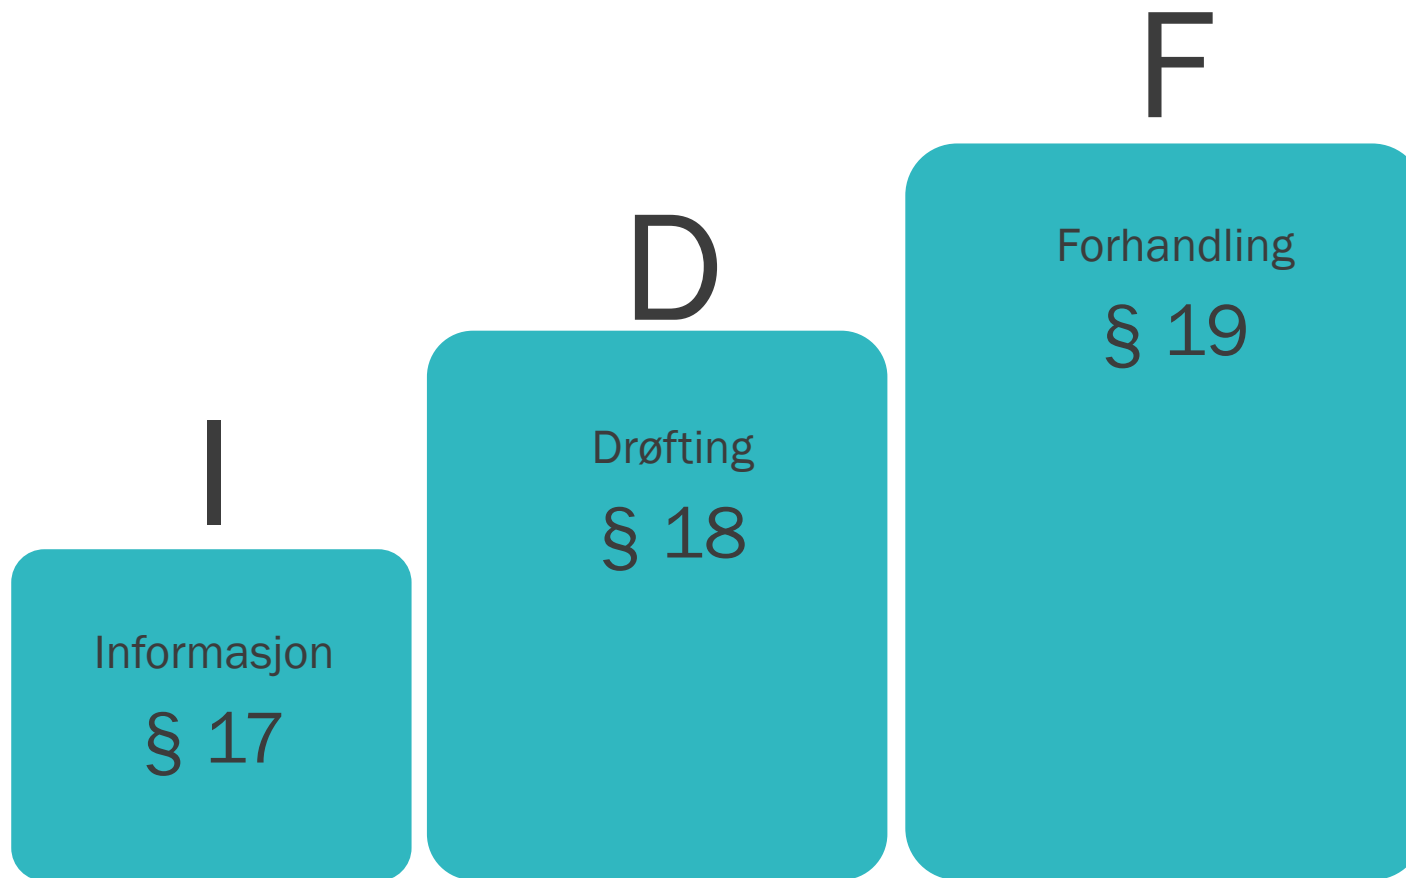 I
Informasjon
§ 17
D
Drøfting
§ 18
F
Forhandling
§ 19